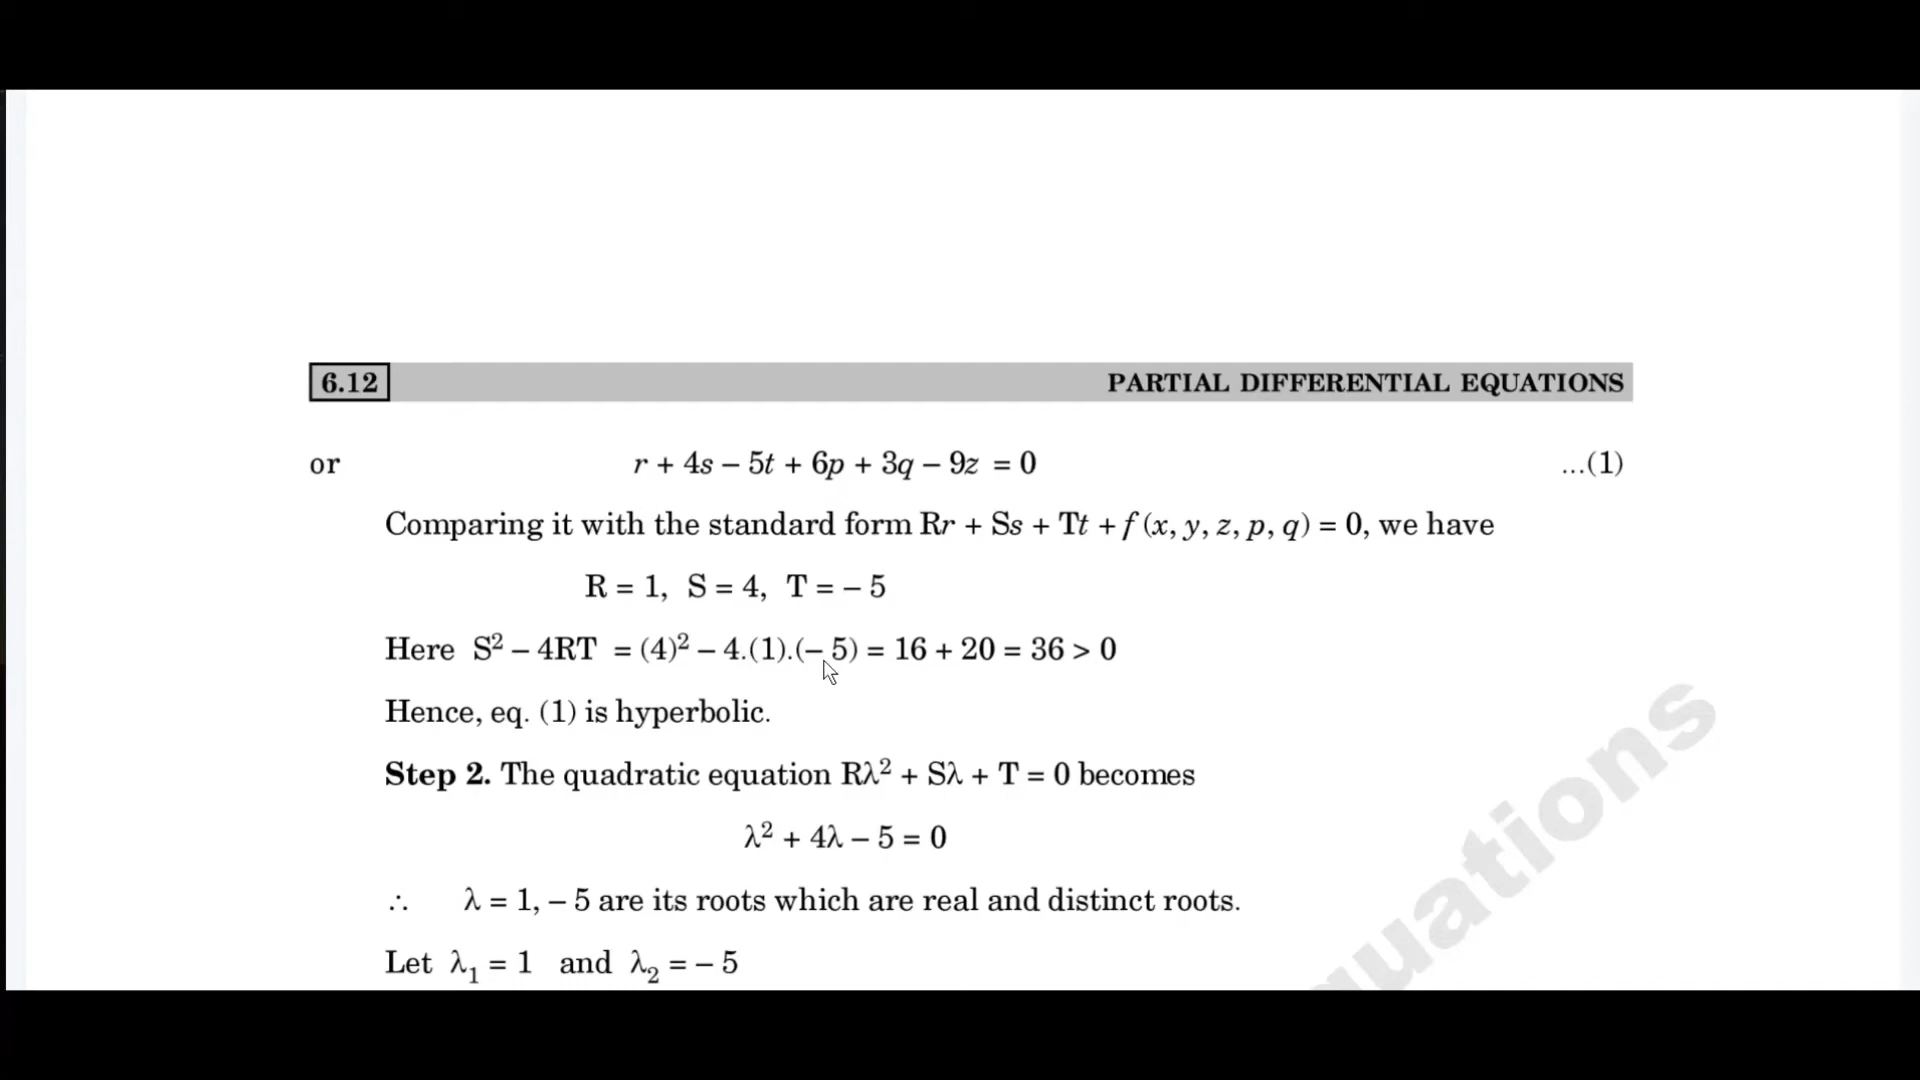 6.12 PARTIAL DIFFERENTIAL EQUATIONS
or r + 4s – 5t + 6p + 3q – 9z = 0 ...(1)
Comparing it with the standard form Rr + Ss + Tt + f (x, y, z, p, q) = 0, we have
R = 1, S = 4, T = – 5
Here S² – 4RT = (4)² – 4.(1).(– 5) = 16 + 20 = 36 > 0
Hence, eq. (1) is hyperbolic.
Step 2. The quadratic equation Rλ² + Sλ + T = 0 becomes
λ² + 4λ – 5 = 0
∴ λ = 1, – 5 are its roots which are real and distinct roots.
Let λ₁ = 1 and λ₂ = – 5
quations